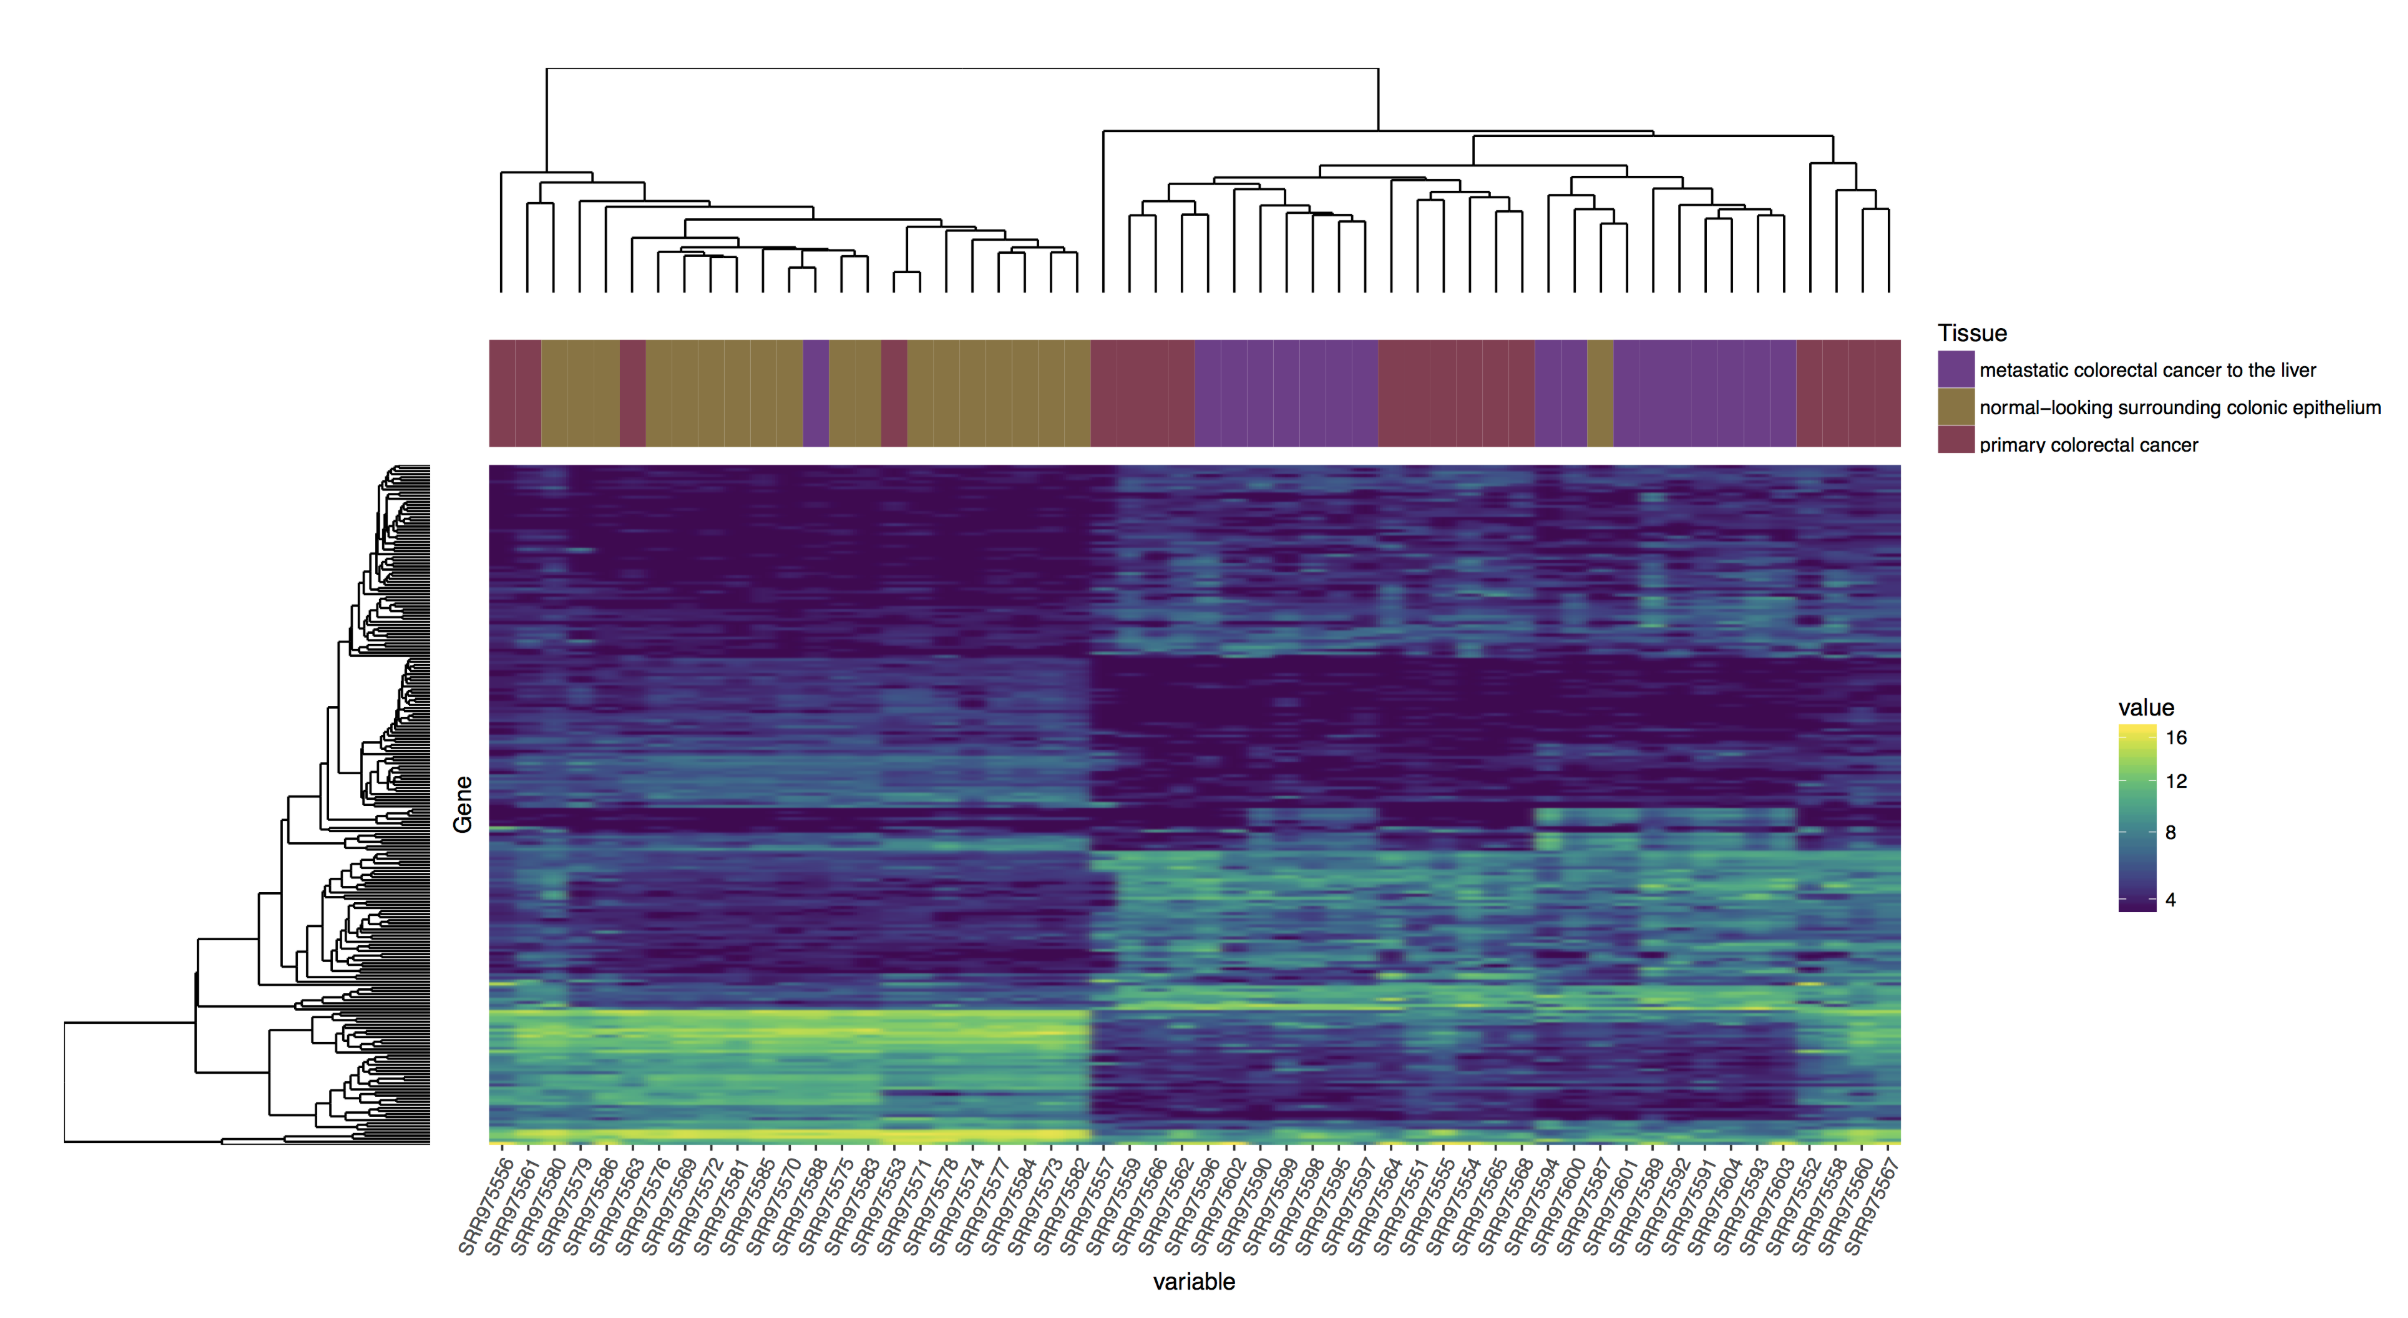 Tissue
metastatic colorectal cancer to the liver
normal−looking surrounding colonic epithelium
primary colorectal cancer
value
16
12
8
4
Gene
SRR975556
SRR975561
SRR975580
SRR975579
SRR975586
SRR975563
SRR975576
SRR975569
SRR975572
SRR975581
SRR975585
SRR975570
SRR975588
SRR975575
SRR975583
SRR975553
SRR975571
SRR975578
SRR975574
SRR975577
SRR975584
SRR975573
SRR975582
SRR975557
SRR975559
SRR975566
SRR975562
SRR975596
SRR975602
SRR975590
SRR975599
SRR975598
SRR975595
SRR975597
SRR975564
SRR975551
SRR975555
SRR975554
SRR975565
SRR975568
SRR975594
SRR975600
SRR975587
SRR975601
SRR975589
SRR975592
SRR975591
SRR975604
SRR975593
SRR975603
SRR975552
SRR975558
SRR975560
SRR975567
variable